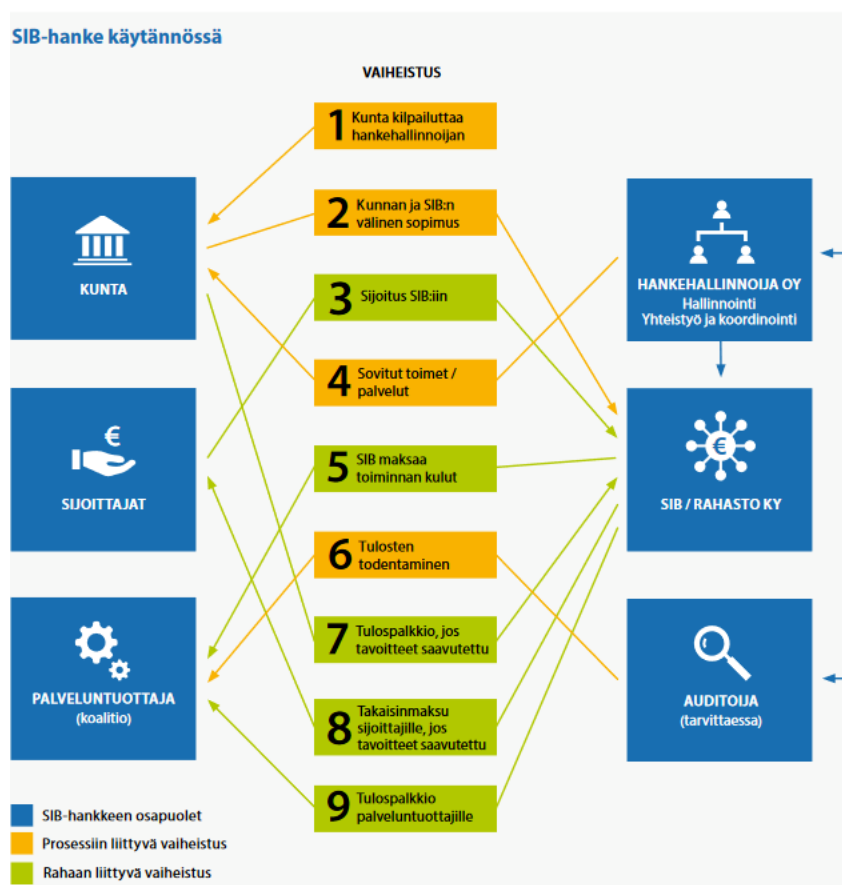 SIB-hanke käytännössä
VAIHEISTUS
1 Kunta kilpailuttaa
hankehallinnoijan
2 Kunnan ja SIB:n
välinen sopimus
3 Sijoitus SIB:iin
4 Sovitut toimet /
palvelut
5 SIB maksaa
toiminnan kulut
6 Tulosten
todentaminen
7 Tulospalkkio, jos
tavoitteet saavutettu
8 Takaisinmaksu
sijoittajille, jos
tavoitteet saavutettu
9 Tulospalkkio
palveluntuottajille
KUNTA
€
SIJOITTAJAT
PALVELUNTUOTTAJA
(koalitio)
HANKEHALLINNOIJA OY
Hallinnointi
Yhteistyö ja koordinointi
€
SIB / RAHASTO KY
AUDITOIJA
(tarvittaessa)
SIB-hankkeen osapuolet
Prosessiin liittyvä vaiheistus
Rahaan liittyvä vaiheistus